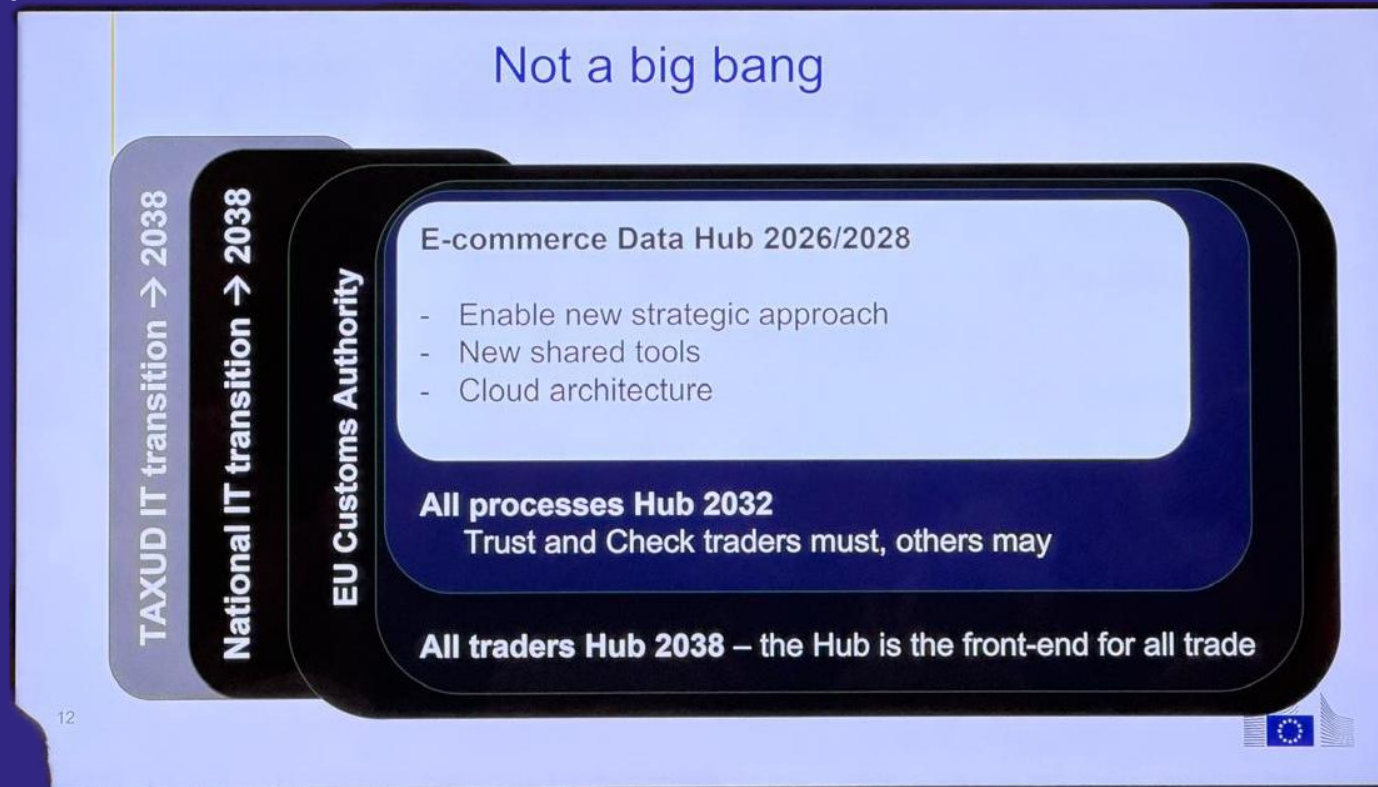 Not a big bang
TAXUD IT transition → 2038
National IT transition → 2038
EU Customs Authority
E-commerce Data Hub 2026/2028
- Enable new strategic approach
- New shared tools
- Cloud architecture
All processes Hub 2032
Trust and Check traders must, others may
All traders Hub 2038 – the Hub is the front-end for all trade
12